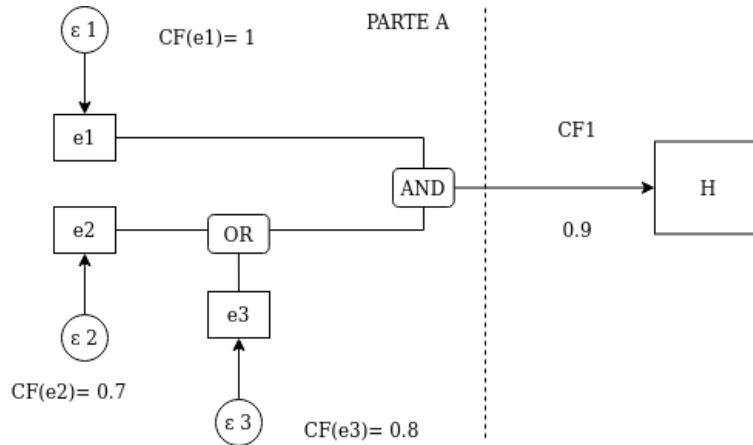 ε 1
CF(e1)= 1
PARTE A
e1
CF1
AND
H
e2
OR
0.9
e3
ε 2
CF(e2)= 0.7
ε 3
CF(e3)= 0.8